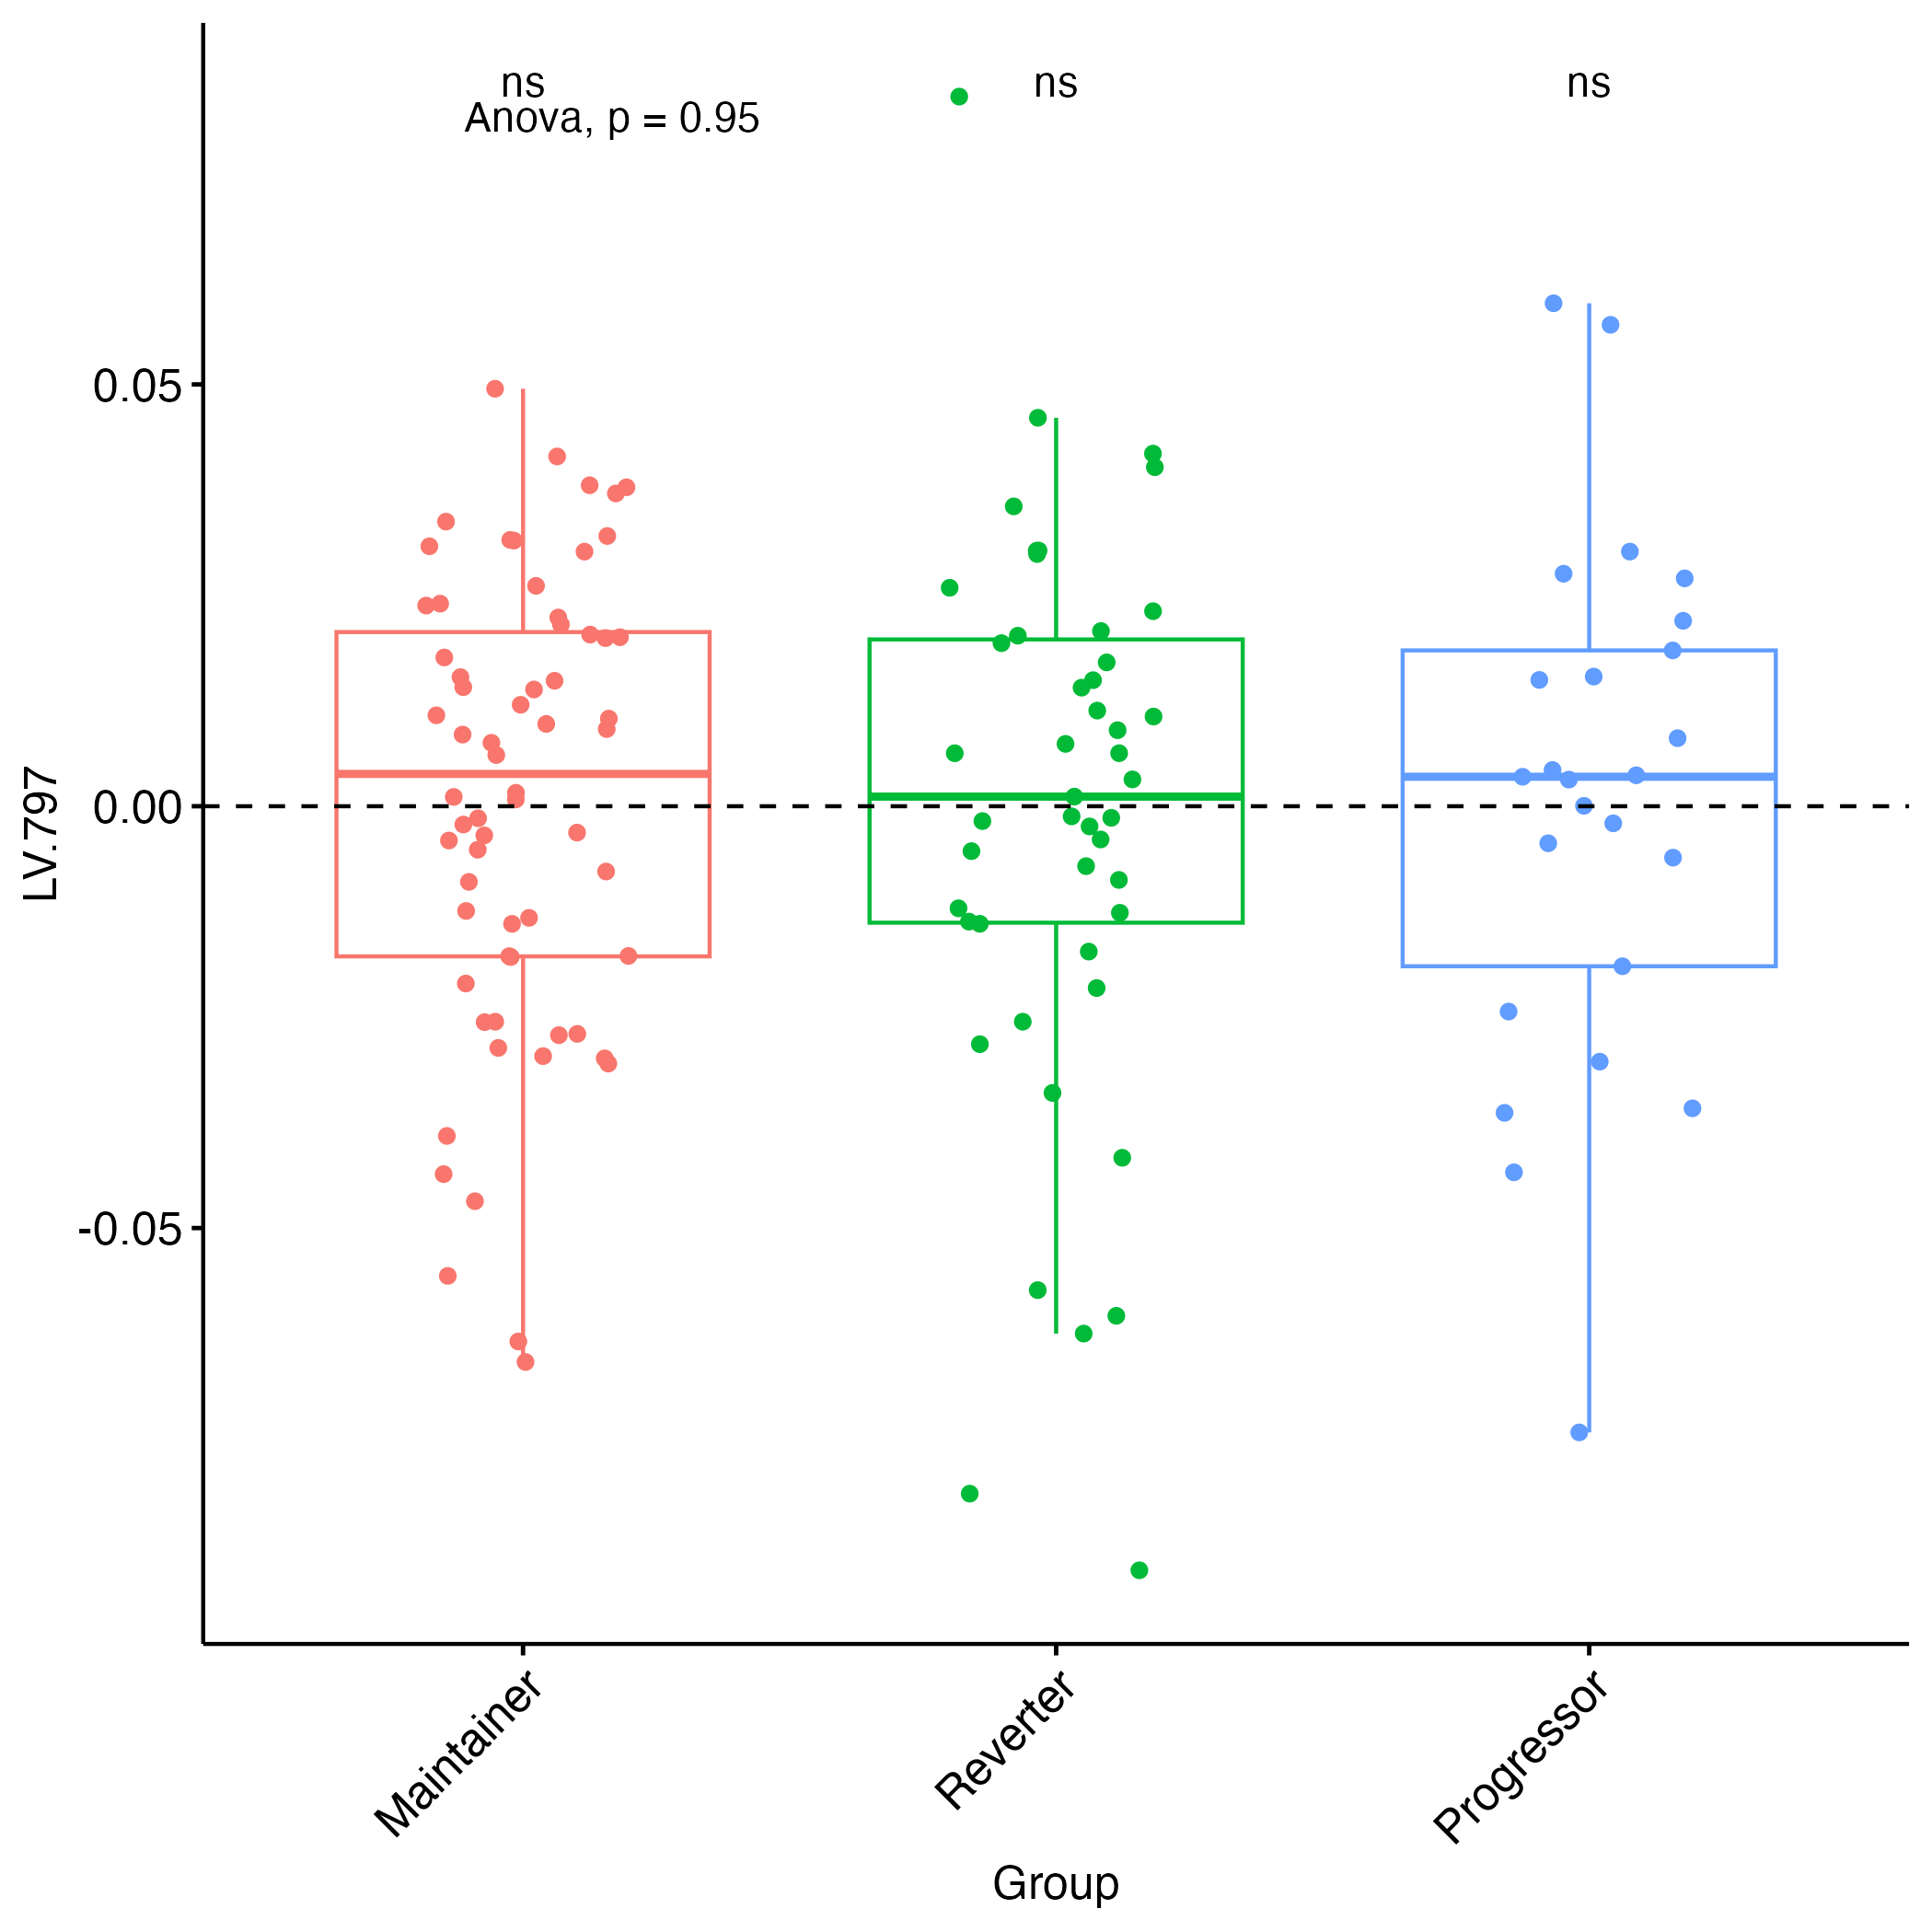 ns ns ns
Anova, p = 0.95
0.05
0.00
-0.05
LV.797
Maintainer Reverter Progressor
Group